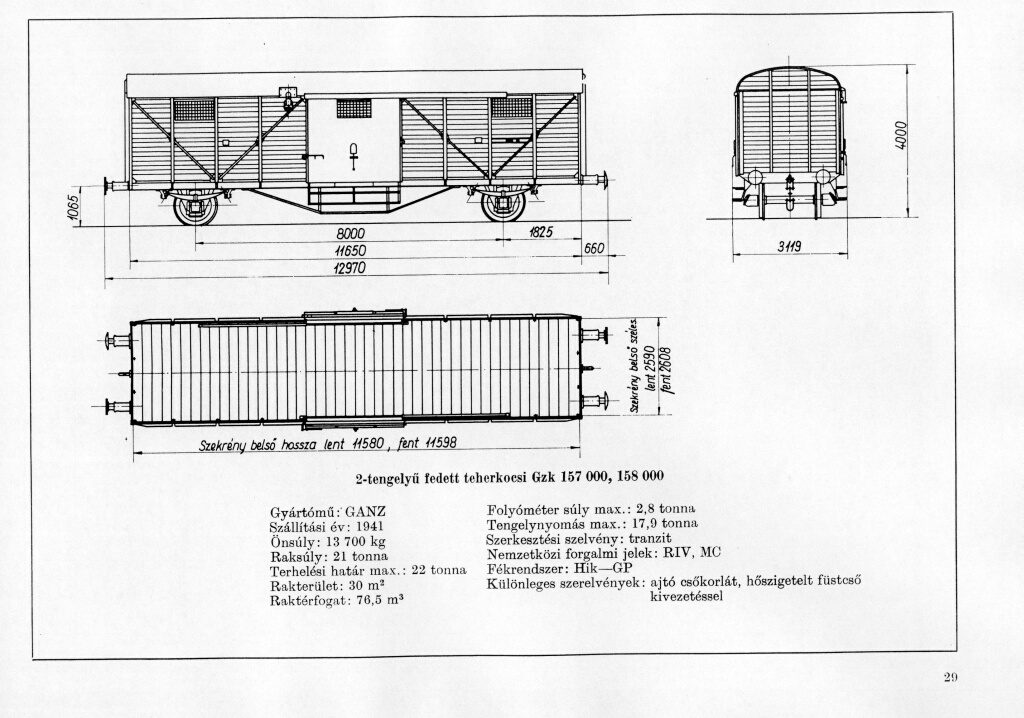 4000
1065
8000
1825
11650
660
3119
12970
Szekrény belső széles.
lent 2590
fent 2608
Szekrény belső hossza lent 11580, fent 11598
2-tengelyű fedett teherkocsi Gzk 157 000, 158 000
Gyártómű: GANZ
Szállítási év: 1941
Önsúly: 13 700 kg
Raksúly: 21 tonna
Terhelési határ max.: 22 tonna
Rakterület: 30 m²
Raktérfogat: 76,5 m³
Folyóméter súly max.: 2,8 tonna
Tengelynyomás max.: 17,9 tonna
Szerkesztési szelvény: tranzit
Nemzetközi forgalmi jelek: RIV, MC
Fékrendszer: Hik—GP
Különleges szerelvények: ajtó csőkorlát, hőszigetelt füstcső
kivezetéssel
29